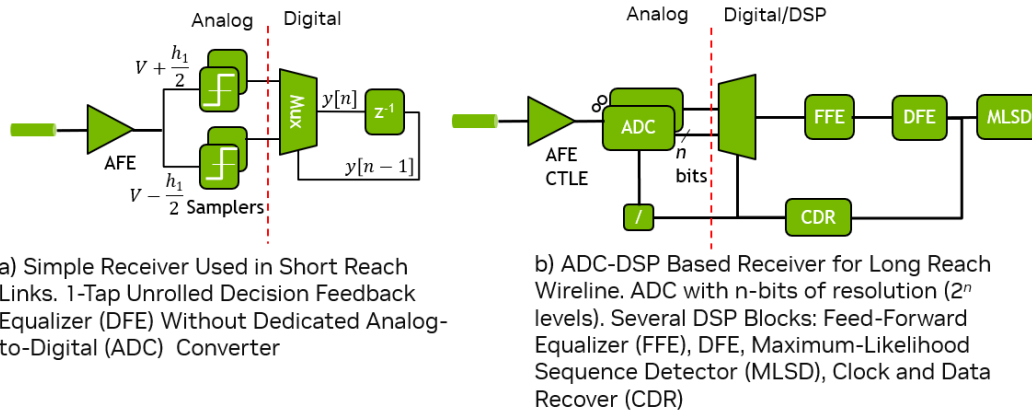 Analog
Digital
V + h₁/2
AFE
Mux
y[n]
z⁻¹
y[n − 1]
V − h₁/2
Samplers
a) Simple Receiver Used in Short Reach
Links. 1-Tap Unrolled Decision Feedback
Equalizer (DFE) Without Dedicated Analog-
to-Digital (ADC) Converter
Analog
Digital/DSP
AFE
CTLE
ADC
n
bits
FFE
DFE
MLSD
/
CDR
b) ADC-DSP Based Receiver for Long Reach
Wireline. ADC with n-bits of resolution (2ⁿ
levels). Several DSP Blocks: Feed-Forward
Equalizer (FFE), DFE, Maximum-Likelihood
Sequence Detector (MLSD), Clock and Data
Recover (CDR)